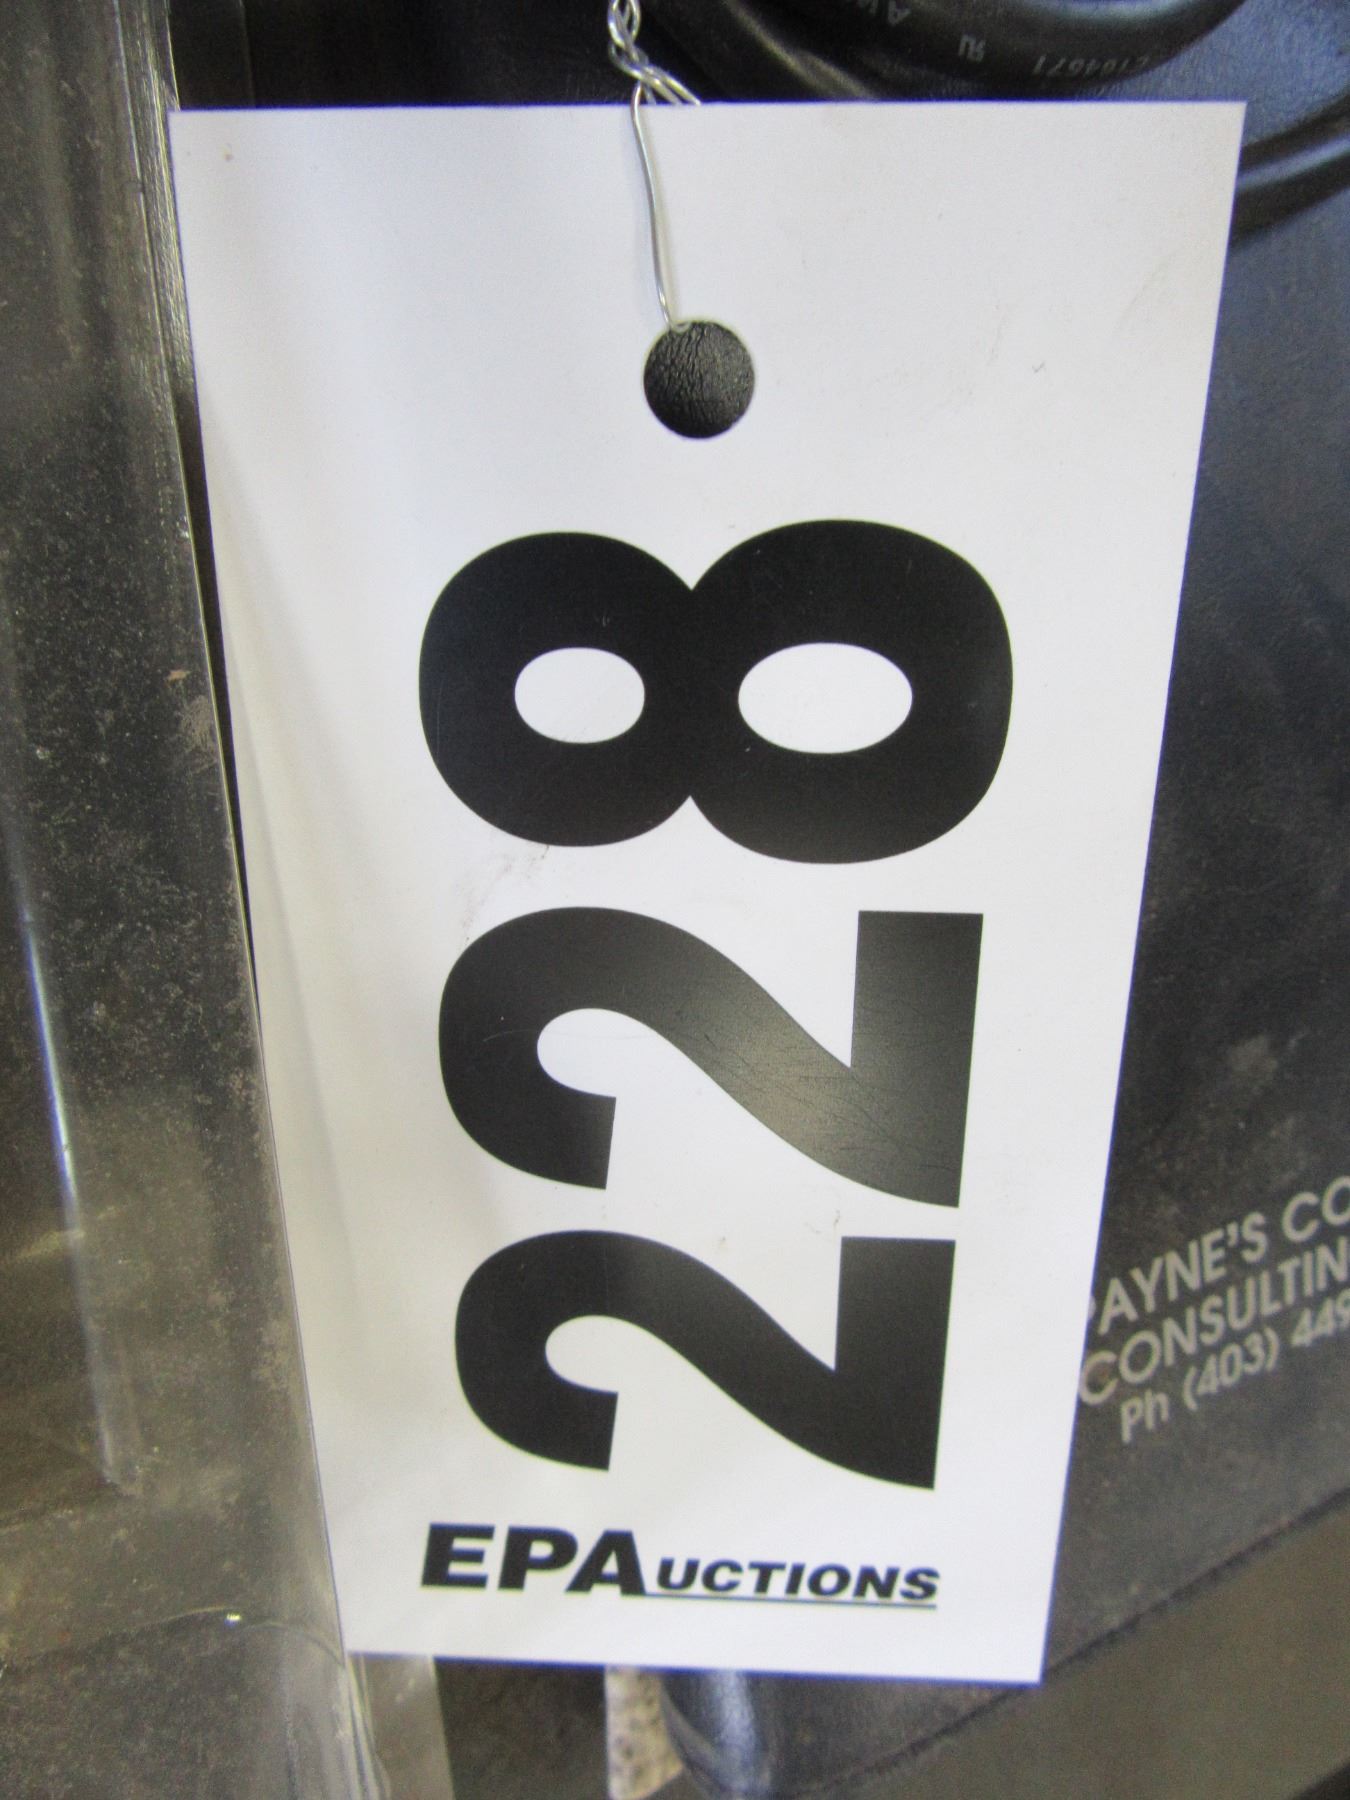 228
EPAUCTIONS
PAYNE'S CO
CONSULTIN
Ph (403) 449